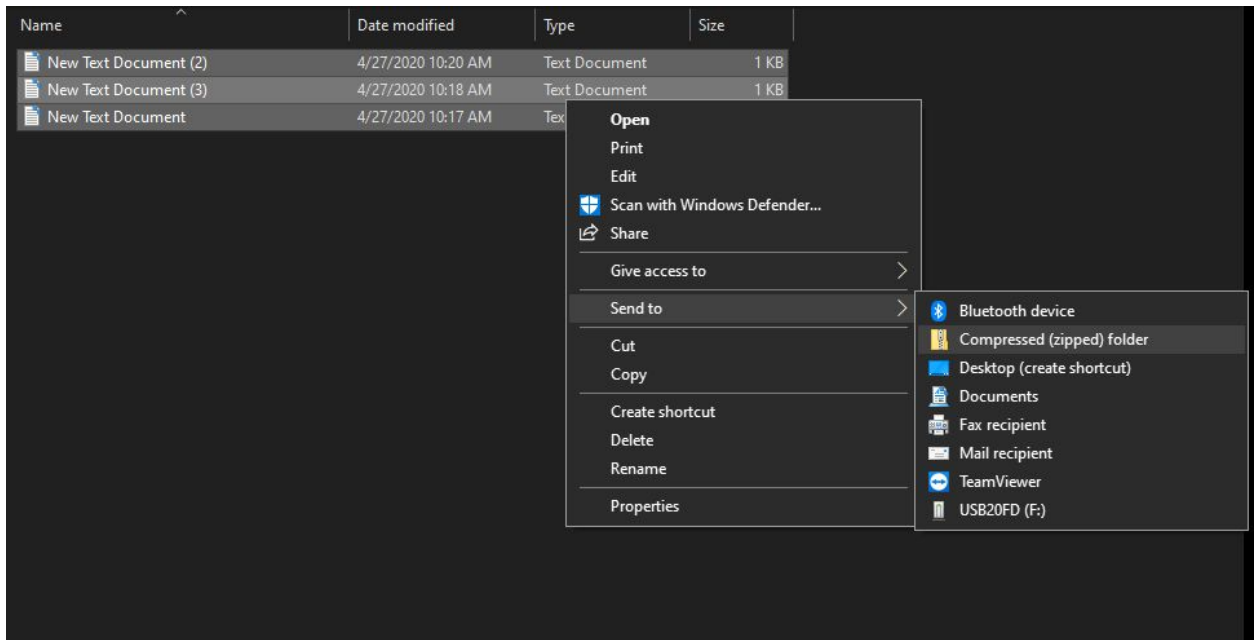 Name Date modified Type Size
New Text Document (2) 4/27/2020 10:20 AM Text Document 1 KB
New Text Document (3) 4/27/2020 10:18 AM Text Document 1 KB
New Text Document 4/27/2020 10:17 AM Tex
Open
Print
Edit
Scan with Windows Defender...
Share
Give access to
Send to
Cut
Copy
Create shortcut
Delete
Rename
Properties
Bluetooth device
Compressed (zipped) folder
Desktop (create shortcut)
Documents
Fax recipient
Mail recipient
TeamViewer
USB20FD (F:)